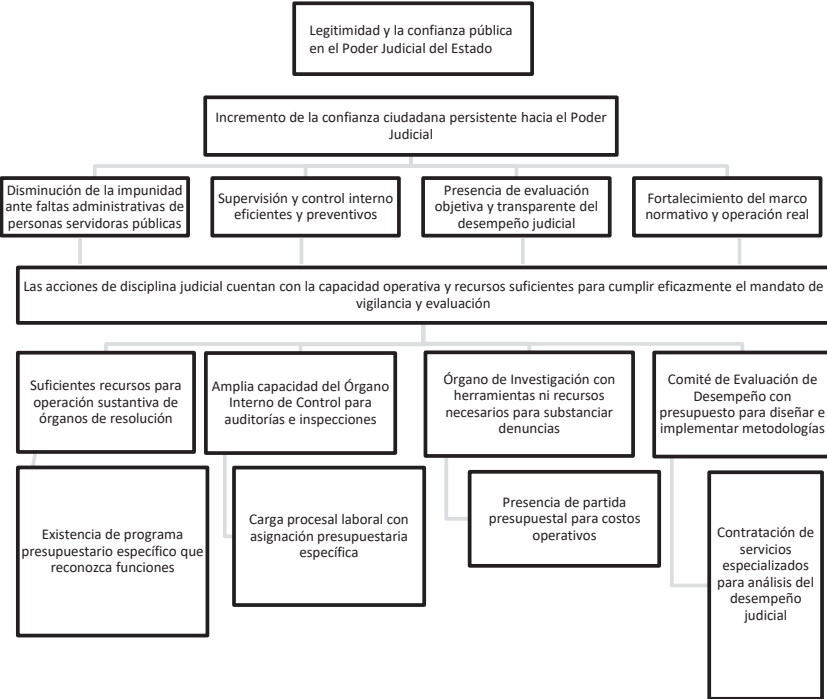 Legitimidad y la confianza pública
en el Poder Judicial del Estado
Incremento de la confianza ciudadana persistente hacia el Poder
Judicial
Disminución de la impunidad
ante faltas administrativas de
personas servidoras públicas
Supervisión y control interno
eficientes y preventivos
Presencia de evaluación
objetiva y transparente del
desempeño judicial
Fortalecimiento del marco
normativo y operación real
Las acciones de disciplina judicial cuentan con la capacidad operativa y recursos suficientes para cumplir eficazmente el mandato de
vigilancia y evaluación
Suficientes recursos para
operación sustantiva de
órganos de resolución
Amplia capacidad del Órgano
Interno de Control para
auditorías e inspecciones
Órgano de Investigación con
herramientas ni recursos
necesarios para substanciar
denuncias
Comité de Evaluación de
Desempeño con
presupuesto para diseñar e
implementar metodologías
Existencia de programa
presupuestario específico que
reconozca funciones
Carga procesal laboral con
asignación presupuestaria
específica
Presencia de partida
presupuestal para costos
operativos
Contratación de
servicios
especializados
para análisis del
desempeño
judicial